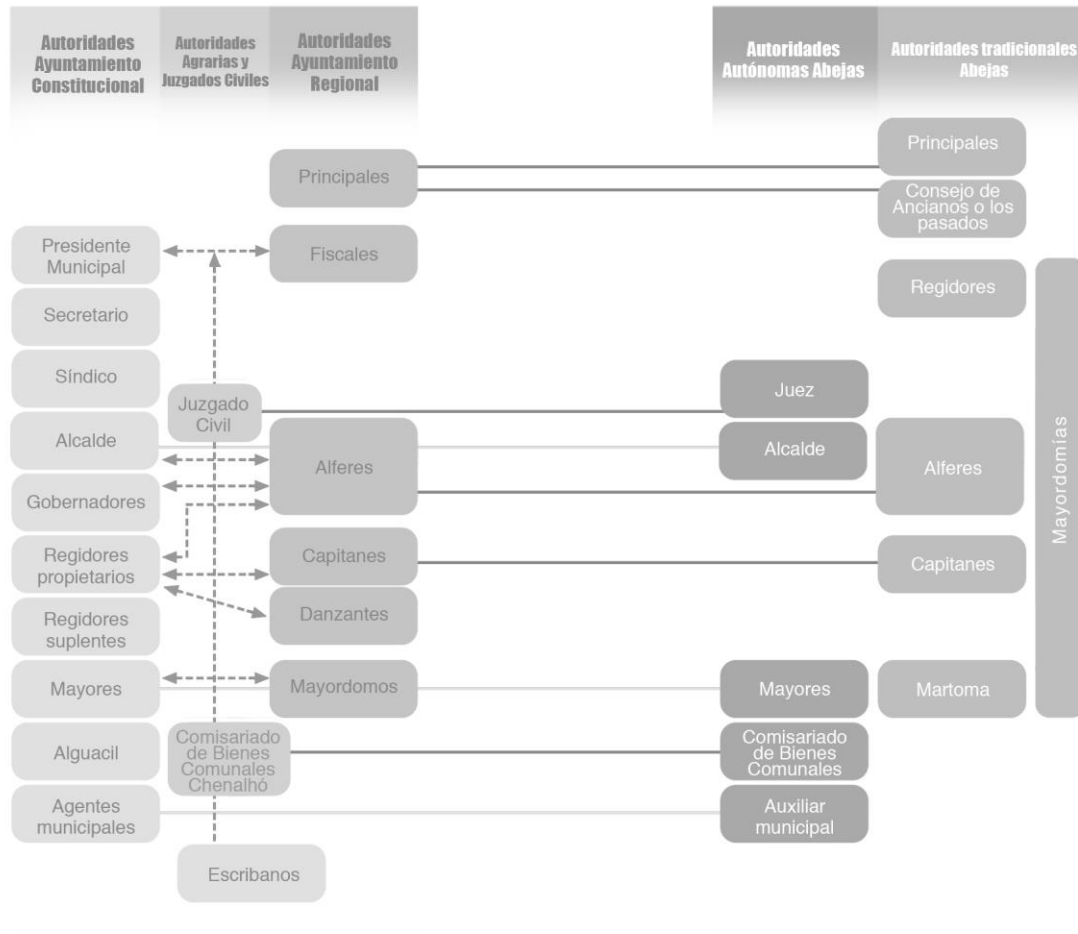 Autoridades
Ayuntamiento
Constitucional
Autoridades
Agrarias y
Juzgados Civiles
Autoridades
Ayuntamiento
Regional
Autoridades
Autónomas Abejas
Autoridades tradicionales
Abejas
Presidente
Municipal
Secretario
Síndico
Alcalde
Gobernadores
Regidores
propietarios
Regidores
suplentes
Mayores
Alguacil
Agentes
municipales
Juzgado
Civil
Comisariado
de Bienes
Comunales
Chenalhó
Escribanos
Principales
Fiscales
Alferes
Capitanes
Danzantes
Mayordomos
Juez
Alcalde
Mayores
Comisariado
de Bienes
Comunales
Auxiliar
municipal
Principales
Consejo de
Ancianos o los
pasados
Regidores
Alferes
Capitanes
Martoma
Mayordomías